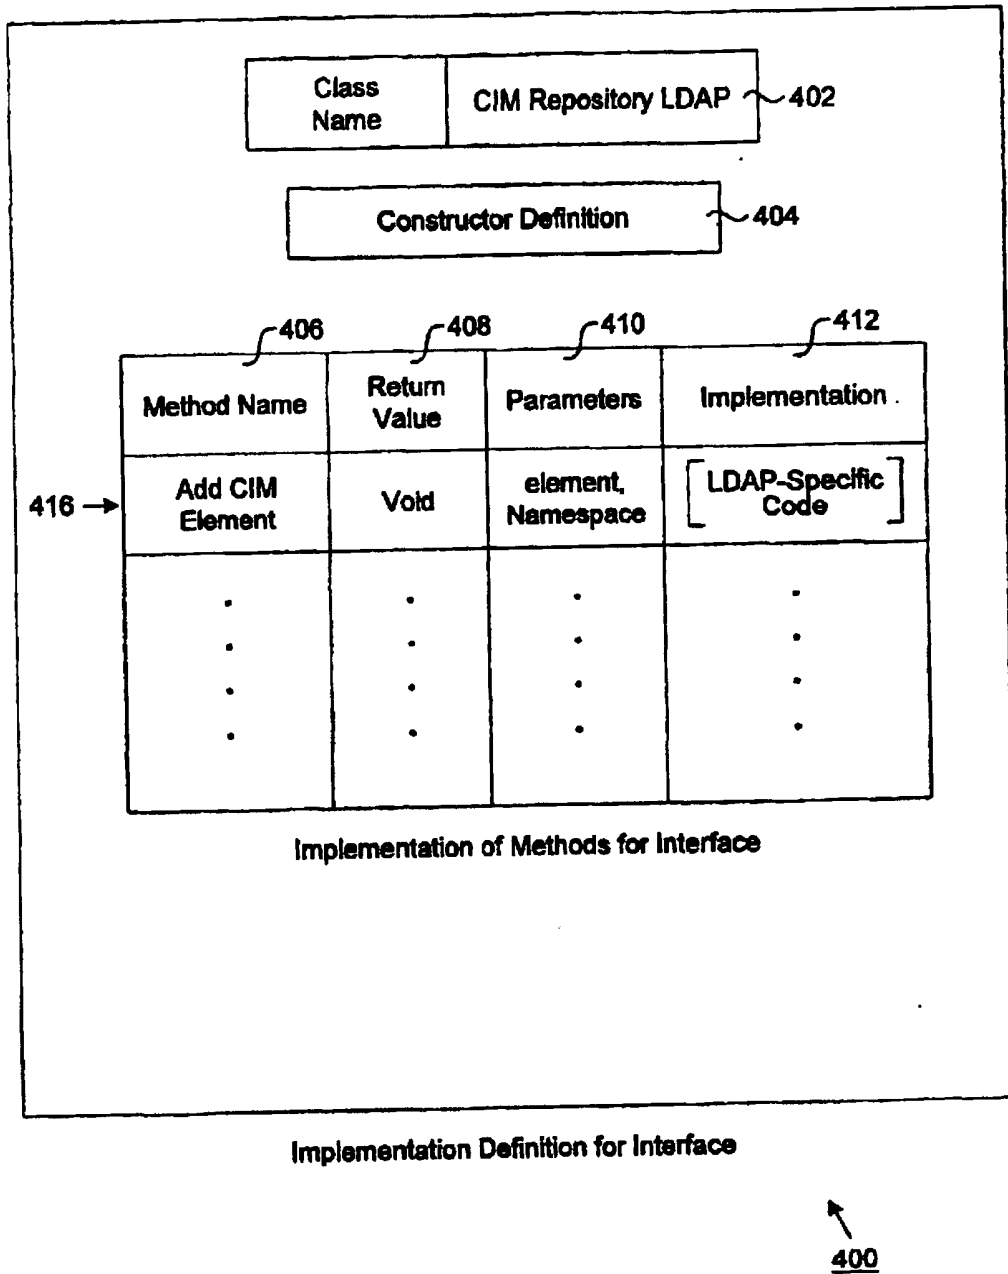 Class Name
CIM Repository LDAP
402
Constructor Definition
404
406
408
410
412
Method Name
Return Value
Parameters
Implementation
416
Add CIM Element
Void
element, Namespace
[LDAP-Specific Code]
Implementation of Methods for Interface
Implementation Definition for Interface
400